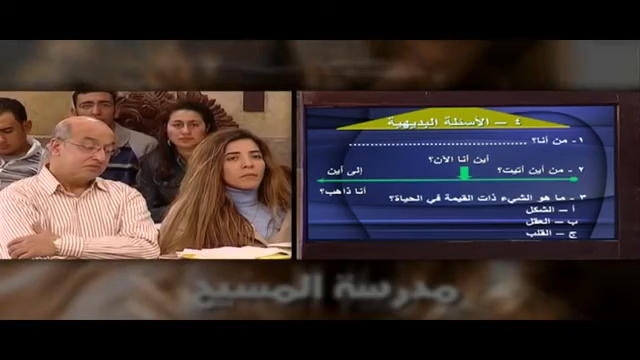 ٤ – الأسئلة البديهية
١- من أنا؟ ........................................
أين أنا الآن؟
٢- من أين أتيت؟ إلى أين
أنا ذاهب؟
٣- ما هو الشيء ذات القيمة في الحياة؟
أ – الشكل
ب – العقل
ج – القلب
مدرسة المسيح